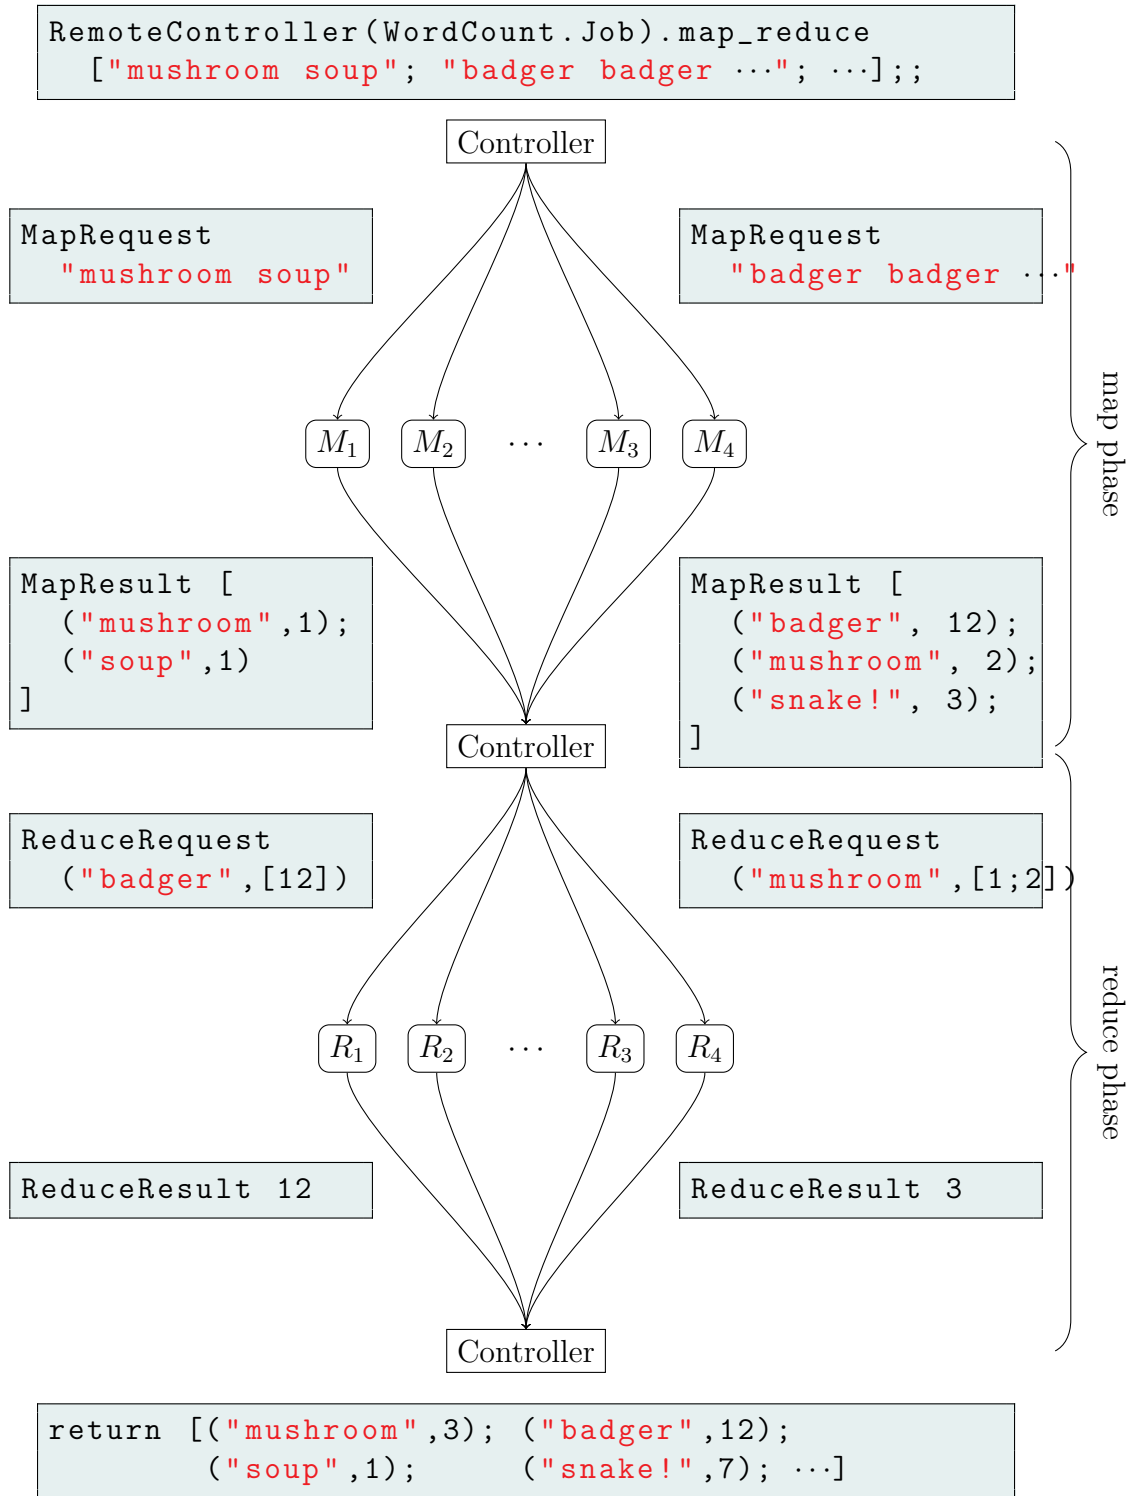 RemoteController(WordCount.Job).map_reduce
["mushroom soup"; "badger badger ⋯"; ⋯];;
Controller
MapRequest
"mushroom soup"
MapRequest
"badger badger ⋯"
map phase
M₁ M₂ ⋯ M₃ M₄
MapResult [
("mushroom",1);
("soup",1)
]
MapResult [
("badger", 12);
("mushroom", 2);
("snake!", 3);
]
Controller
ReduceRequest
("badger",[12])
ReduceRequest
("mushroom",[1;2])
reduce phase
R₁ R₂ ⋯ R₃ R₄
ReduceResult 12
ReduceResult 3
Controller
return [("mushroom",3); ("badger",12);
("soup",1); ("snake!",7); ⋯]